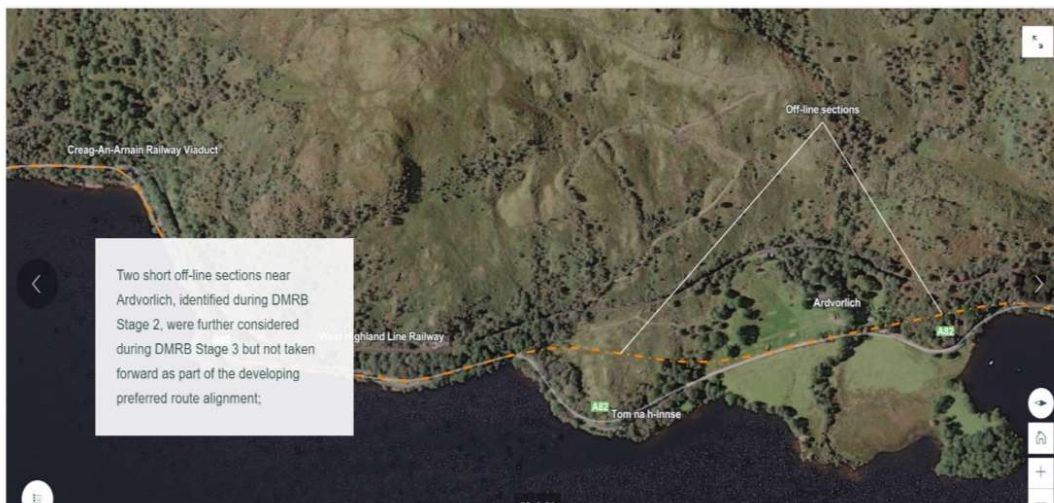 Off-line sections
Creag-An-Arnain Railway Viaduct
Two short off-line sections near
Ardvorlich, identified during DMRB
Stage 2, were further considered
during DMRB Stage 3 but not taken
forward as part of the developing
preferred route alignment;
Highland Line Railway
Ardvorlich
A82
A82
Tom na h-Innse